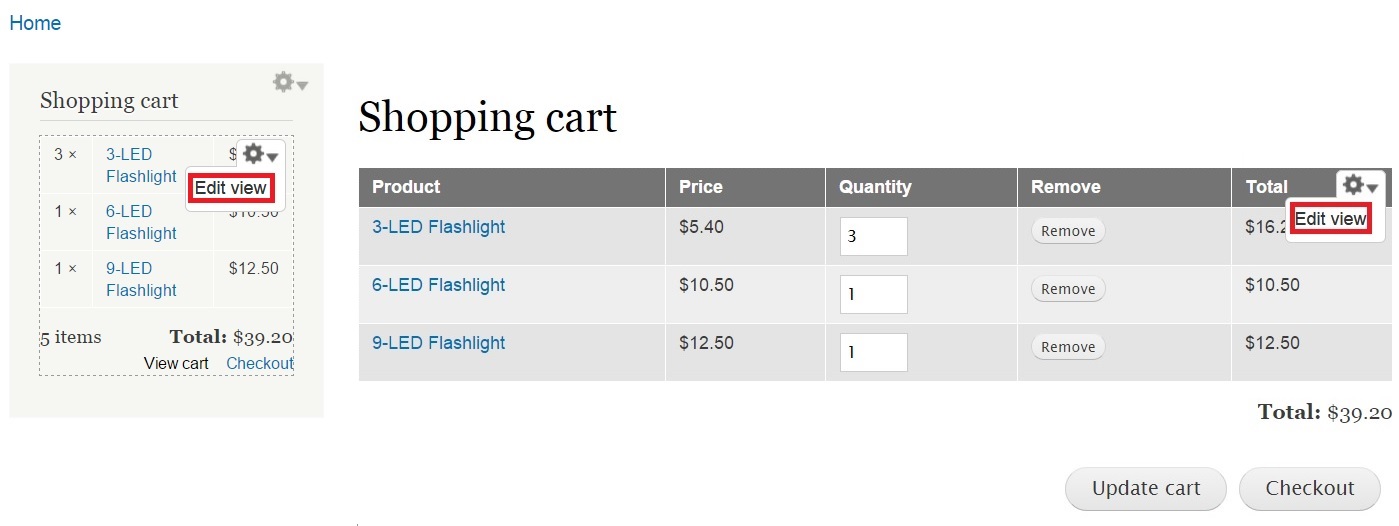 Home
Shopping cart
3 × 3-LED $
Flashlight
Edit view
1 × 6-LED $10.50
Flashlight
1 × 9-LED $12.50
Flashlight
5 items Total: $39.20
View cart Checkout
Shopping cart
Product Price Quantity Remove Total
Edit view
3-LED Flashlight $5.40 3 Remove $16.2
6-LED Flashlight $10.50 1 Remove $10.50
9-LED Flashlight $12.50 1 Remove $12.50
Total: $39.20
Update cart Checkout